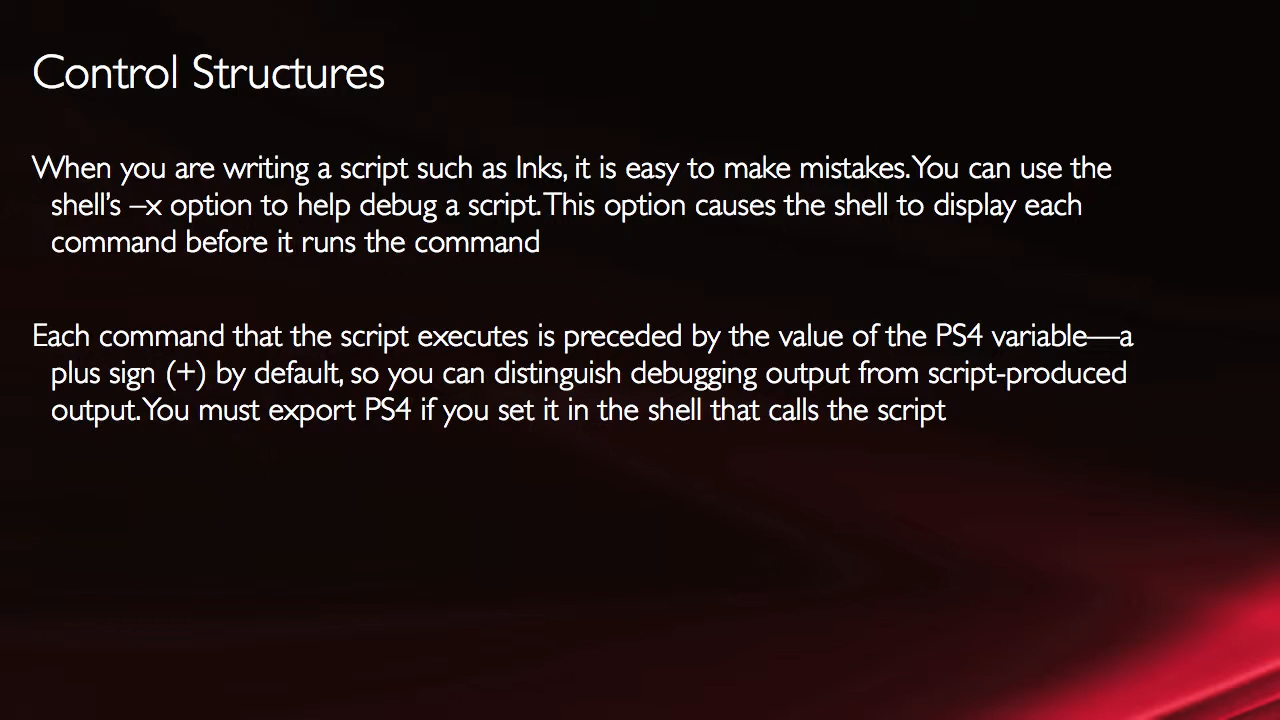 Control Structures
When you are writing a script such as lnks, it is easy to make mistakes. You can use the
shell’s –x option to help debug a script. This option causes the shell to display each
command before it runs the command
Each command that the script executes is preceded by the value of the PS4 variable—a
plus sign (+) by default, so you can distinguish debugging output from script-produced
output. You must export PS4 if you set it in the shell that calls the script